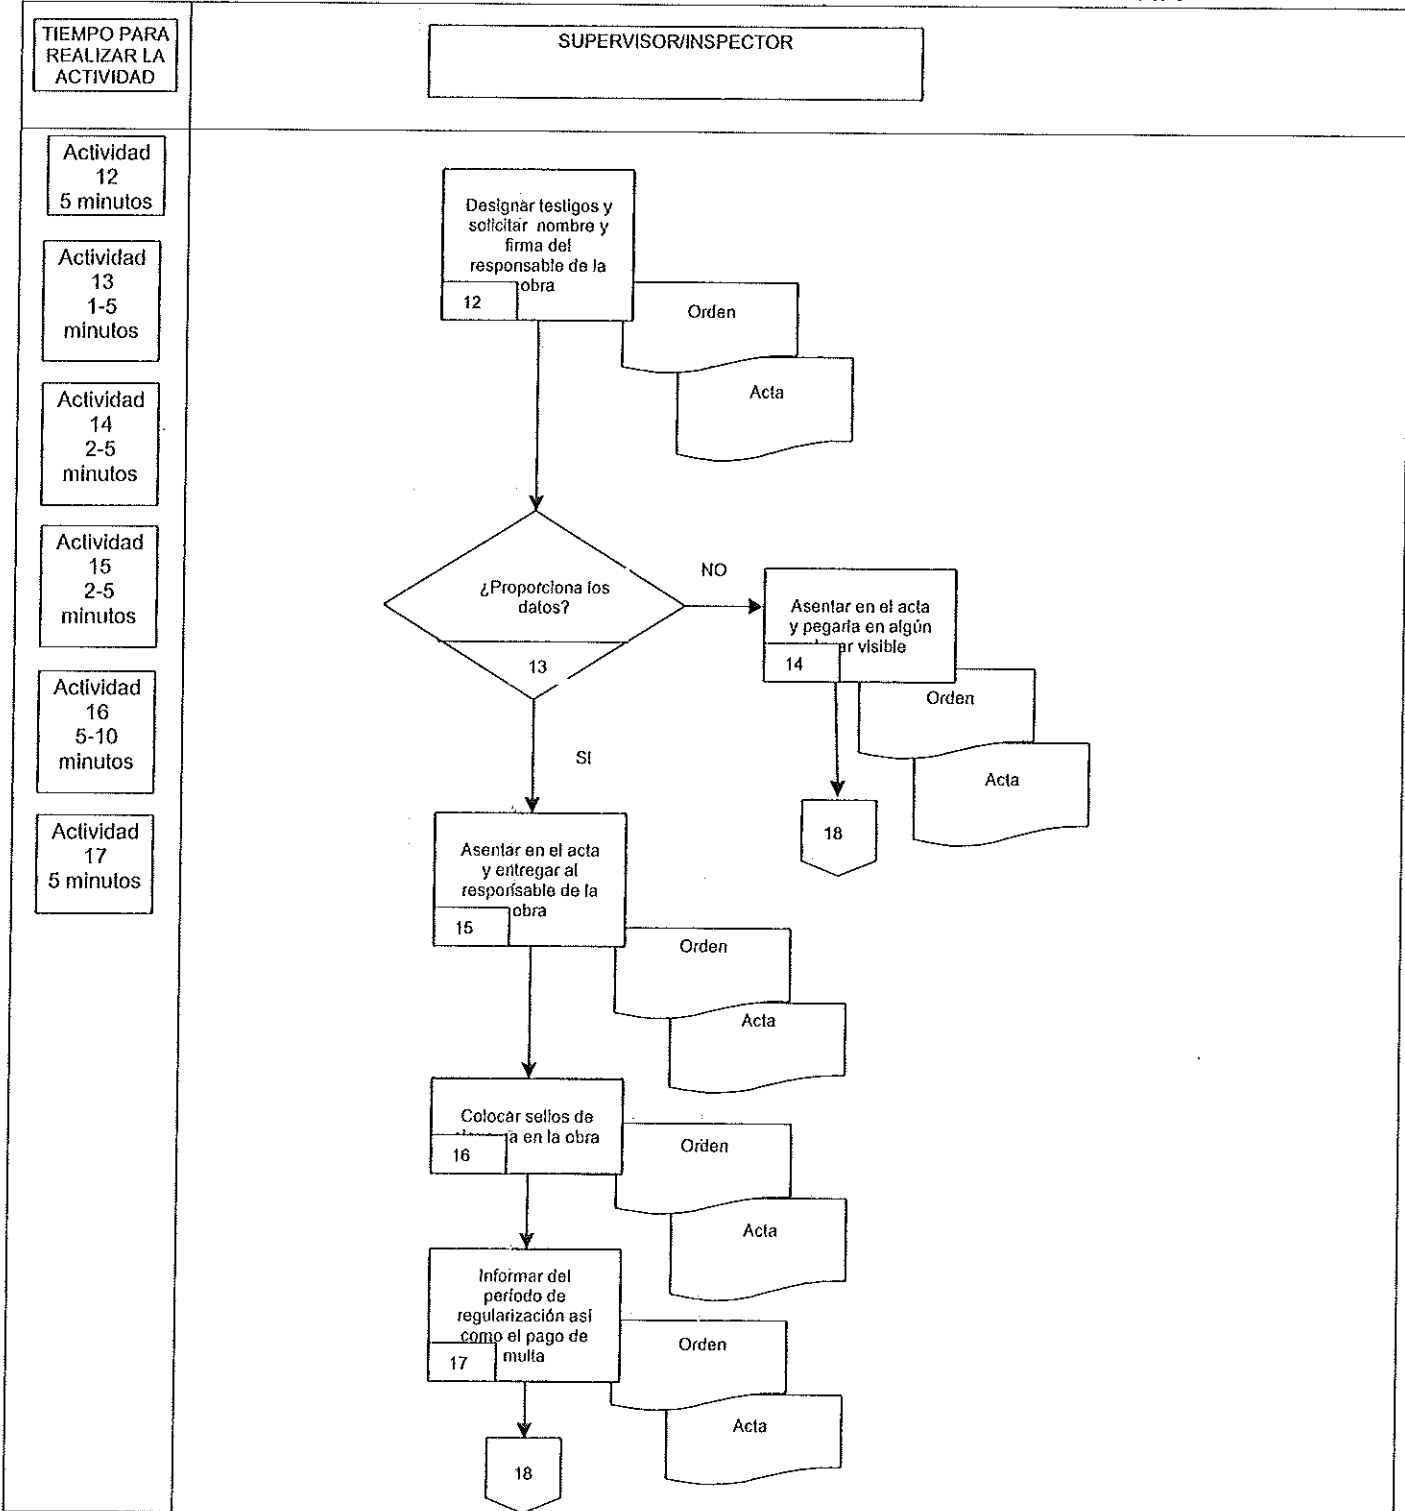 TIEMPO PARA
REALIZAR LA
ACTIVIDAD
SUPERVISOR/INSPECTOR
Actividad
12
5 minutos
Actividad
13
1-5
minutos
Actividad
14
2-5
minutos
Actividad
15
2-5
minutos
Actividad
16
5-10
minutos
Actividad
17
5 minutos
Designar testigos y
solicitar nombre y
firma del
responsable de la
obra
12
Orden
Acta
¿Proporciona los
datos?
13
NO
Asentar en el acta
y pegarla en algún
visible
14
Orden
Acta
18
SI
Asentar en el acta
y entregar al
responsable de la
obra
15
Orden
Acta
Colocar sellos de
en la obra
16
Orden
Acta
Informar del
período de
regularización así
como el pago de
multa
17
Orden
Acta
18